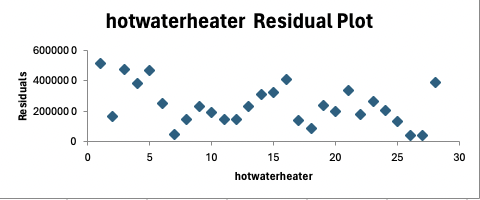 hotwaterheater Residual Plot
6000000
4000000
2000000
0
Residuals
0 5 10 15 20 25 30
hotwaterheater